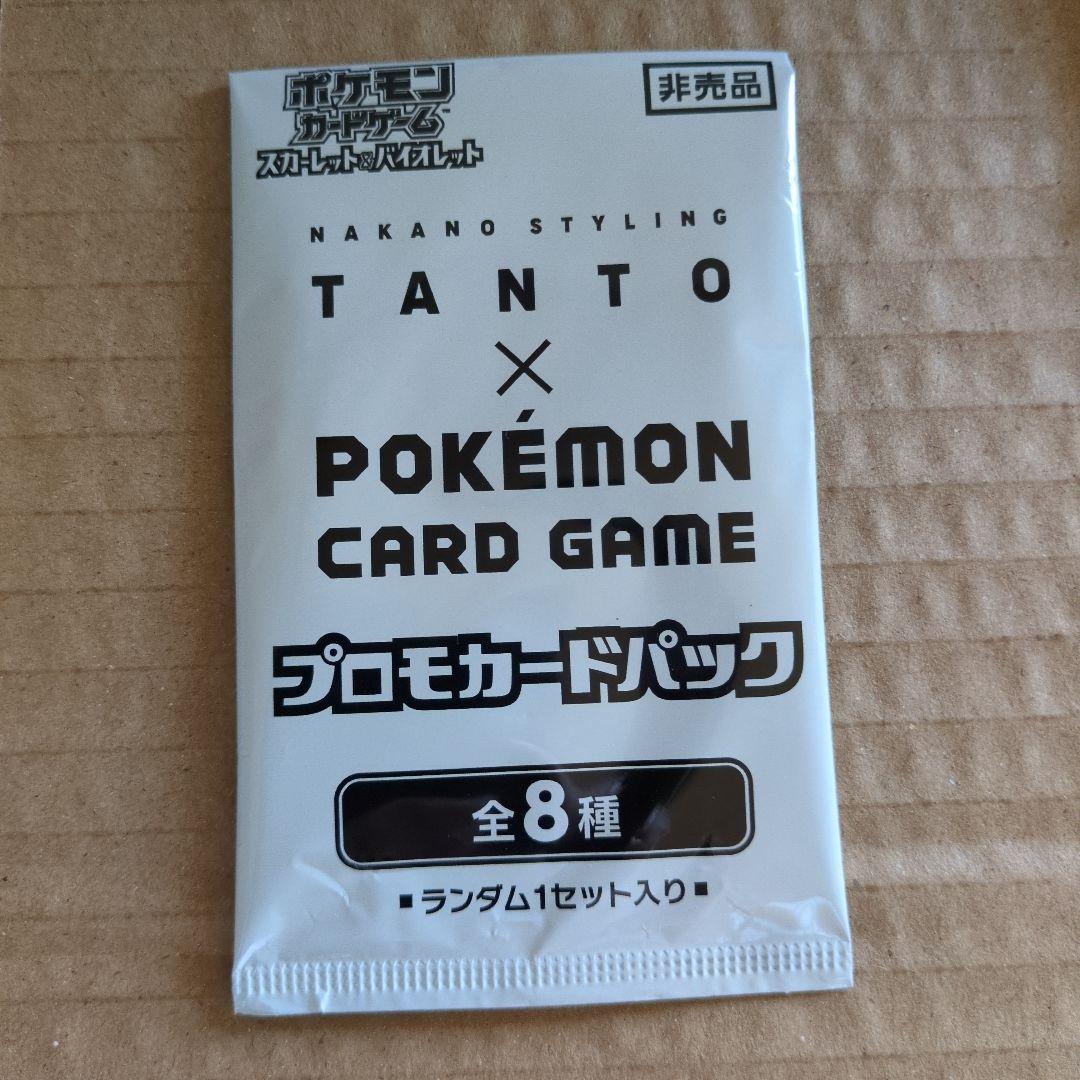 ポケモン
カードゲーム™
スカーレット&バイオレット
非売品
NAKANO STYLING
TANTO
×
POKÉMON
CARD GAME
プロモカードパック
全8種
■ランダム1セット入り■